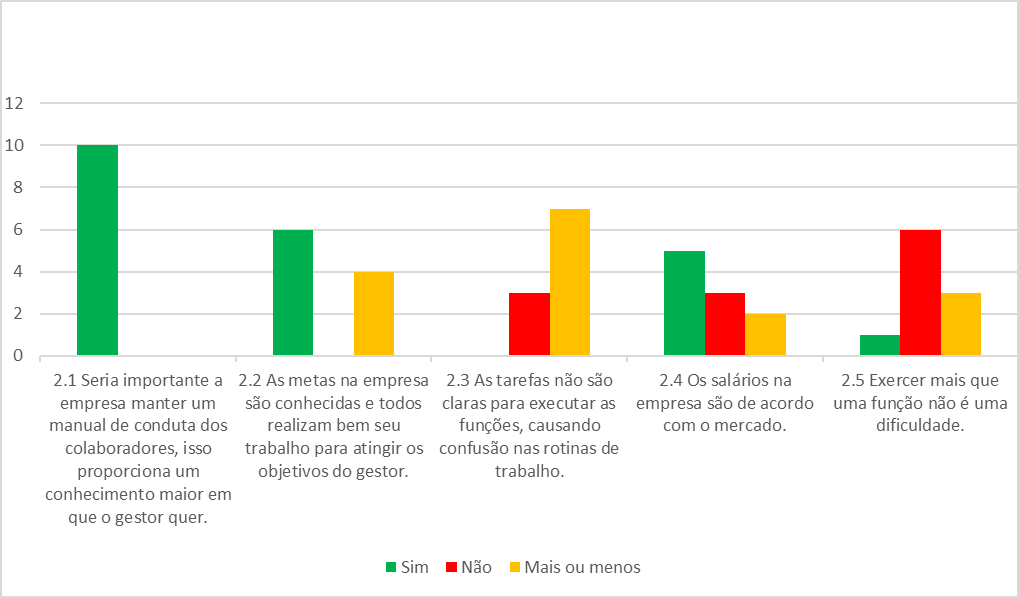 12
10
8
6
4
2
0
2.1 Seria importante a
empresa manter um
manual de conduta dos
colaboradores, isso
proporciona um
conhecimento maior em
que o gestor quer.
2.2 As metas na empresa
são conhecidas e todos
realizam bem seu
trabalho para atingir os
objetivos do gestor.
2.3 As tarefas não são
claras para executar as
funções, causando
confusão nas rotinas de
trabalho.
2.4 Os salários na
empresa são de acordo
com o mercado.
2.5 Exercer mais que
uma função não é uma
dificuldade.
Sim Não Mais ou menos